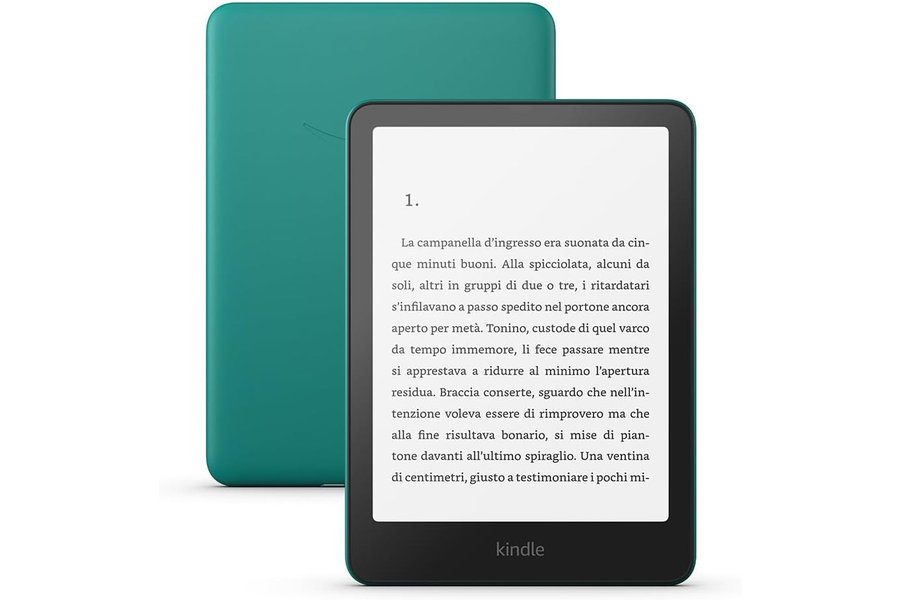 1.
La campanella d'ingresso era suonata da cin-
que minuti buoni. Alla spicciolata, alcuni da
soli, altri in gruppi di due o tre, i ritardatari
s'infilavano a passo spedito nel portone ancora
aperto per metà. Tonino, custode di quel varco
da tempo immemore, li fece passare mentre
si apprestava a ridurre al minimo l'apertura
residua. Braccia conserte, sguardo che nell'in-
tenzione voleva essere di rimprovero ma che
alla fine risultava bonario, si mise di pian-
tone davanti all'ultimo spiraglio. Una ventina
di centimetri, giusto a testimoniare i pochi mi-
kindle